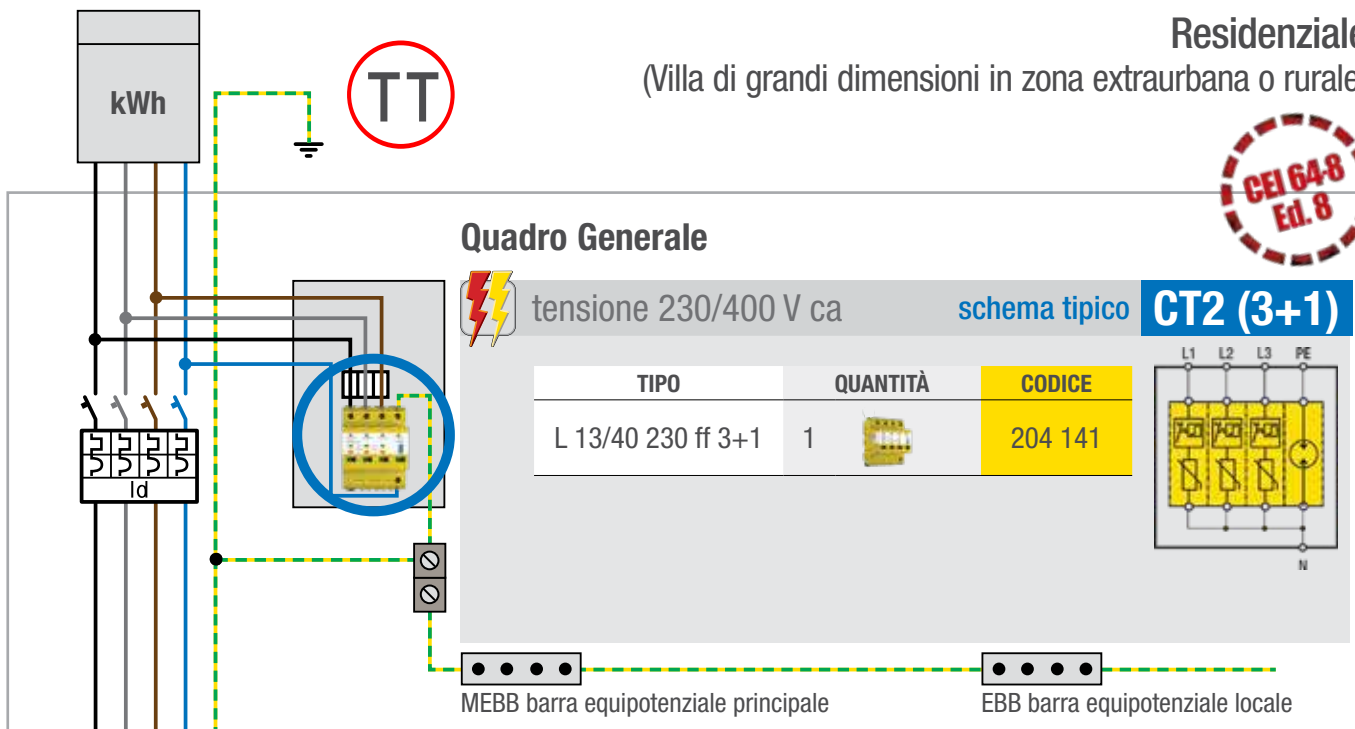 Residenziale
(Villa di grandi dimensioni in zona extraurbana o rurale
kWh
TT
CEI 64-8
Ed. 8
Quadro Generale
tensione 230/400 V ca
schema tipico
CT2 (3+1)
L1 L2 L3 PE
TIPO QUANTITÀ CODICE
L 13/40 230 ff 3+1 1 204 141
N
Id
MEBB barra equipotenziale principale
EBB barra equipotenziale locale